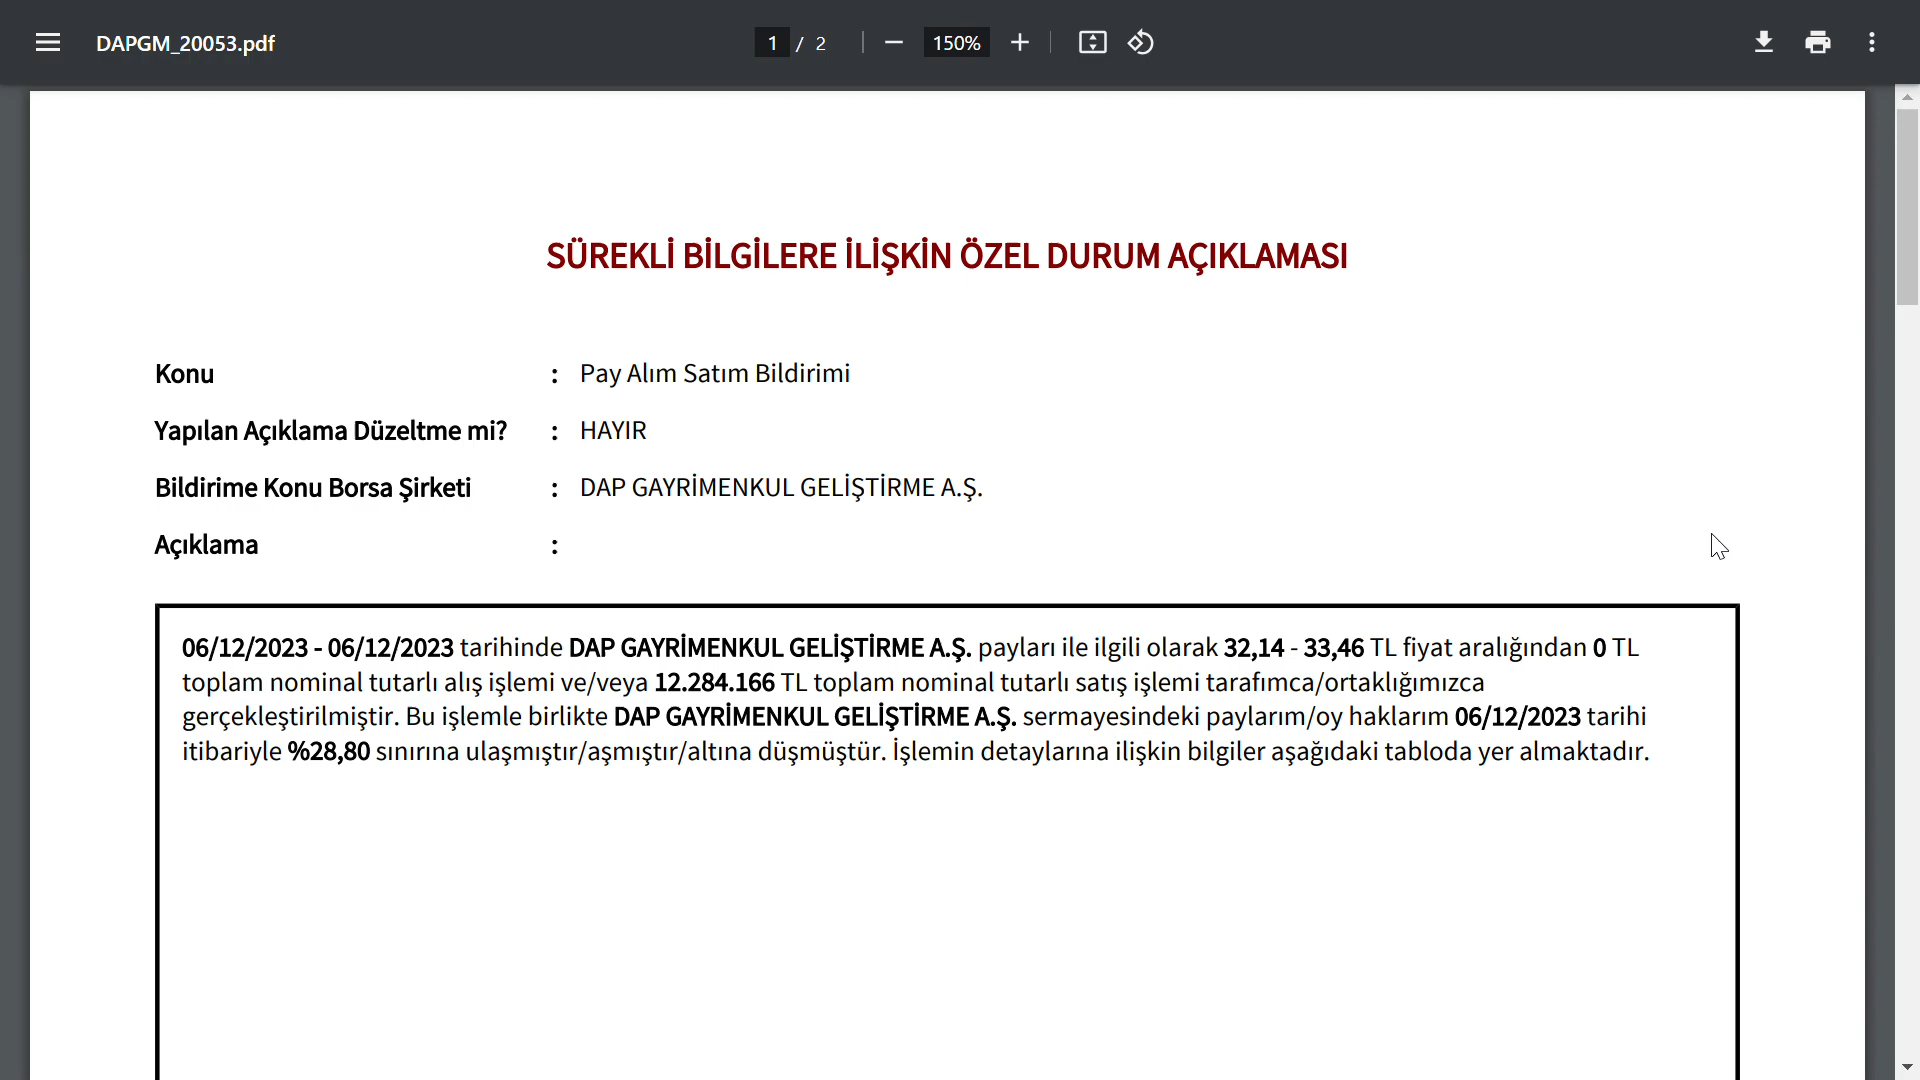 DAPGM_20053.pdf
1 / 2
150%
SÜREKLİ BİLGİLERE İLİŞKİN ÖZEL DURUM AÇIKLAMASI
Konu : Pay Alım Satım Bildirimi
Yapılan Açıklama Düzeltme mi? : HAYIR
Bildirime Konu Borsa Şirketi : DAP GAYRİMENKUL GELİŞTİRME A.Ş.
Açıklama :
06/12/2023 - 06/12/2023 tarihinde DAP GAYRİMENKUL GELİŞTİRME A.Ş. payları ile ilgili olarak 32,14 - 33,46 TL fiyat aralığından 0 TL
toplam nominal tutarlı alış işlemi ve/veya 12.284.166 TL toplam nominal tutarlı satış işlemi tarafımca/ortaklığımızca
gerçekleştirilmiştir. Bu işlemle birlikte DAP GAYRİMENKUL GELİŞTİRME A.Ş. sermayesindeki paylarım/oy haklarım 06/12/2023 tarihi
itibariyle %28,80 sınırına ulaşmıştır/aşmıştır/altına düşmüştür. İşlemin detaylarına ilişkin bilgiler aşağıdaki tabloda yer almaktadır.